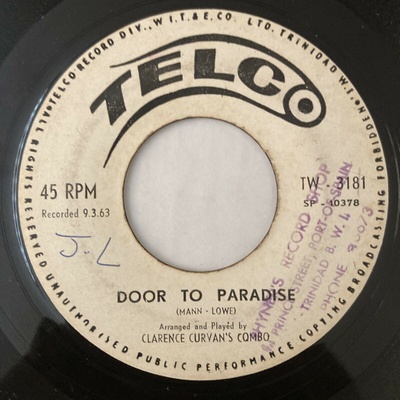 TELCO RECORD DIV., W.I.T.& E. CO. LTD. TRINIDAD W.I.
ALL RIGHTS RESERVED UNAUTHORISED PUBLIC PERFORMANCE COPYING BROADCASTING FORBIDDEN
TELCO
45 RPM
Recorded 9.3.63
TW - 3181
SP - 10378
J.L
RHYNER'S RECORD SHOP
PRINCE STREET, PORT-OF-SPAIN
TRINIDAD B. W. I.
PHONE
DOOR TO PARADISE
(MANN - LOWE)
Arranged and Played by
CLARENCE CURVAN'S COMBO